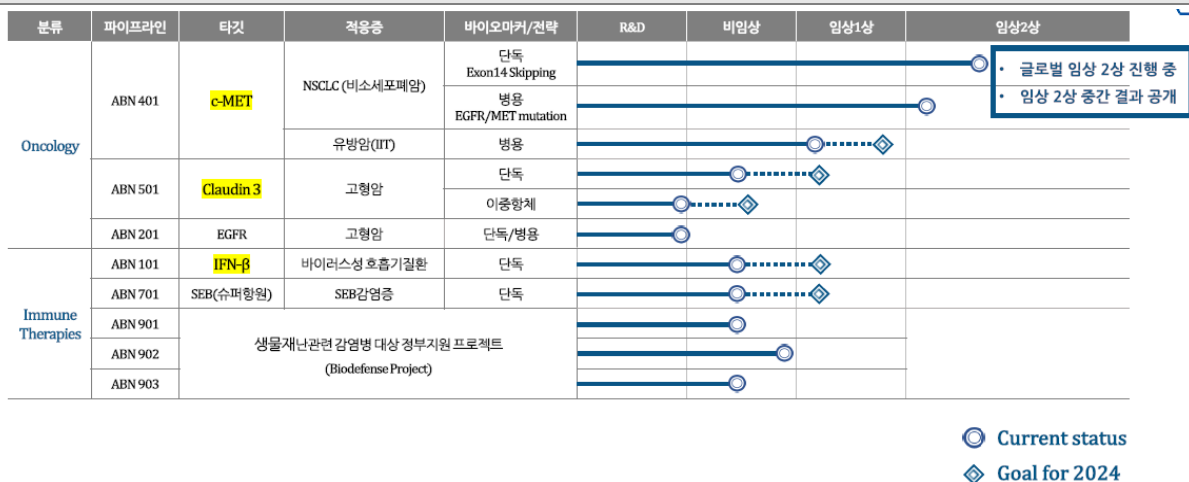 분류 파이프라인 타깃 적응증 바이오마커/전략 R&D 비임상 임상1상 임상2상
Oncology
ABN 401
c-MET
NSCLC (비소세포폐암)
단독
Exon14 Skipping
• 글로벌 임상 2상 진행 중
• 임상 2상 중간 결과 공개
병용
EGFR/MET mutation
유방암(IIT) 병용
ABN 501
Claudin 3
고형암
단독
이중항체
ABN 201 EGFR 고형암 단독/병용
Immune
Therapies
ABN 101 IFN-β 바이러스성 호흡기질환 단독
ABN 701 SEB(슈퍼항원) SEB감염증 단독
ABN 901
ABN 902
ABN 903
생물재난관련 감염병 대상 정부지원 프로젝트
(Biodefense Project)
Current status
Goal for 2024